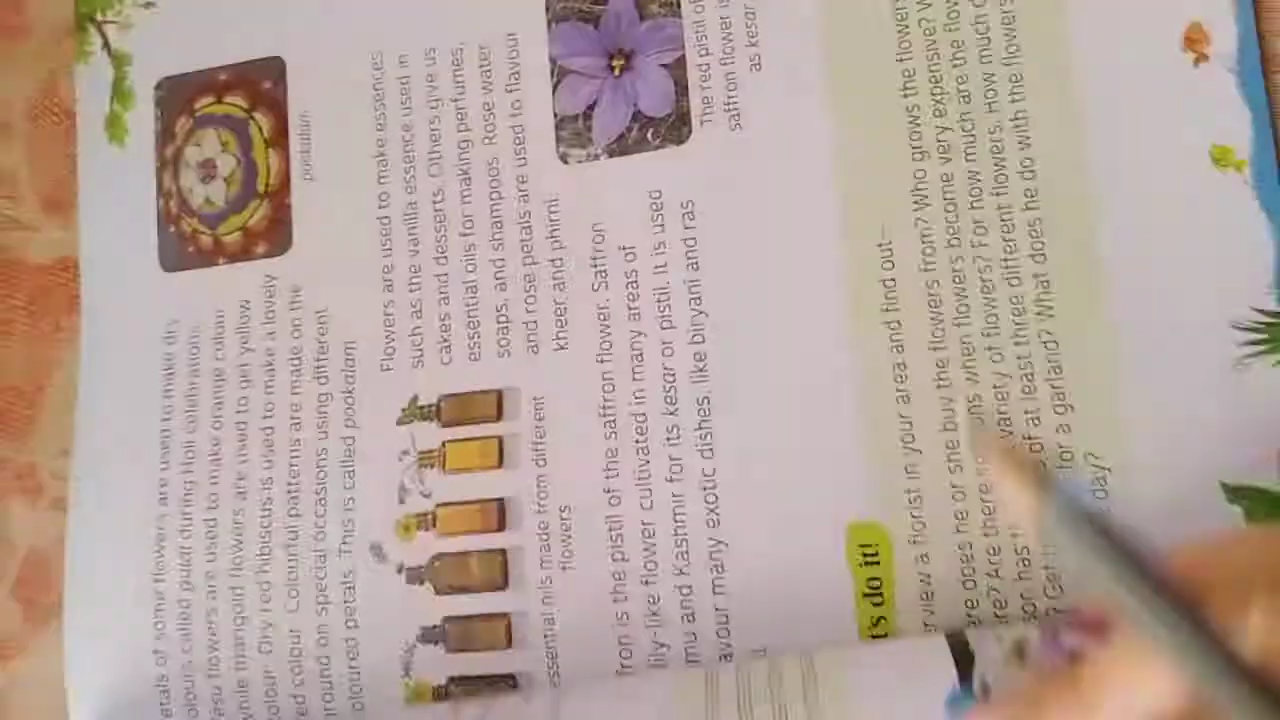 etals of some flowers are used to make dry
olours called gulal during Holi celebrations.
Tesu flowers are used to make orange colour
while marigold flowers are used to get yellow
colour. Dry red hibiscus is used to make a lovely
ed colour. Colourful patterns are made on the
round on special occasions using different
oloured petals. This is called pookalam
pookalam
Flowers are used to make essences
such as the vanilla essence used in
cakes and desserts. Others give us
essential oils for making perfumes,
soaps, and shampoos. Rose water
and rose petals are used to flavour
kheer and phirni.
essential oils made from different
flowers
fron is the pistil of the saffron flower. Saffron
lily-like flower cultivated in many areas of
mu and Kashmir for its kesar or pistil. It is used
avour many exotic dishes, like biryani and ras
The red pistil of
saffron flower is
as kesar
t's do it!
rview a florist in your area and find out–
re does he or she buy the flowers from? Who grows the flowers
re? Are there when flowers become very expensive?
son has variety of flowers? For how much are the flow
? Get of at least three different flowers. How much
for a garland? What does he do with the flowers
day?